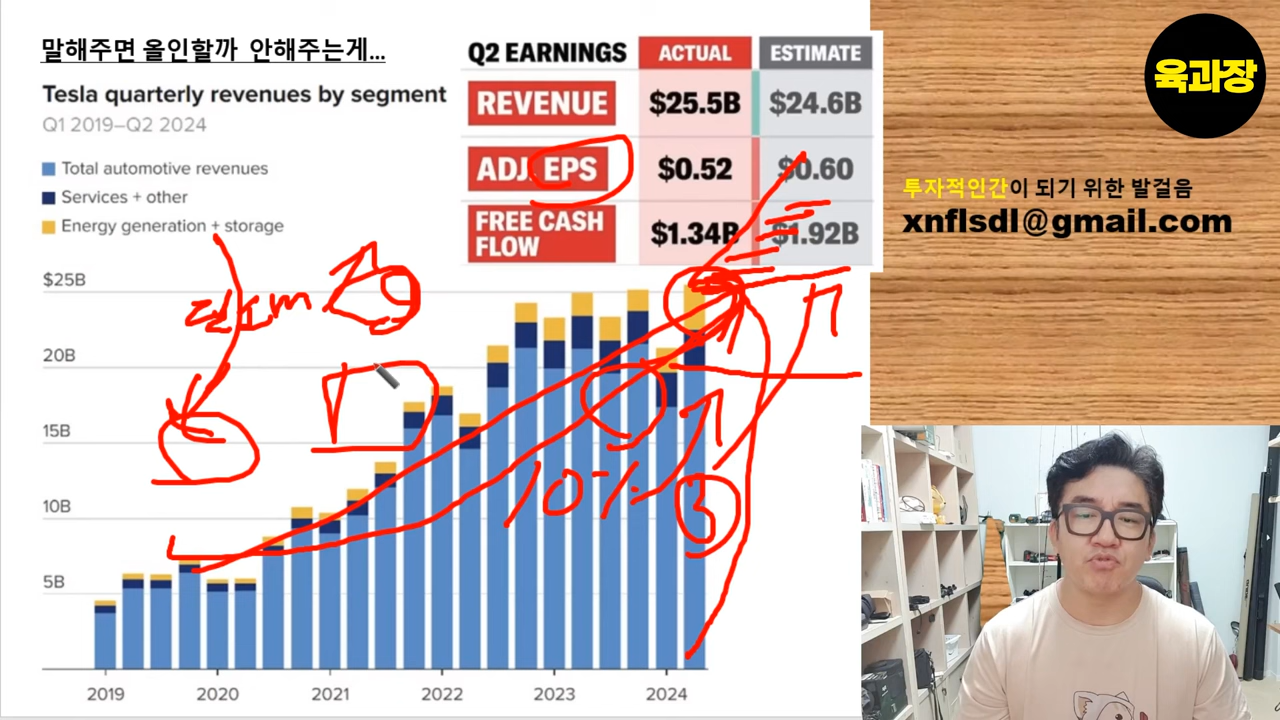 말해주면 올인할까 안해주는게...
Tesla quarterly revenues by segment
Q1 2019–Q2 2024
Total automotive revenues
Services + other
Energy generation + storage
Q2 EARNINGS ACTUAL ESTIMATE
REVENUE $25.5B $24.6B
ADJ. EPS $0.52 $0.60
FREE CASH FLOW $1.34B $1.92B
육과장
투자적인간이 되기 위한 발걸음
xnflsdl@gmail.com
$25B
20B
15B
10B
5B
10%
3
2019 2020 2021 2022 2023 2024